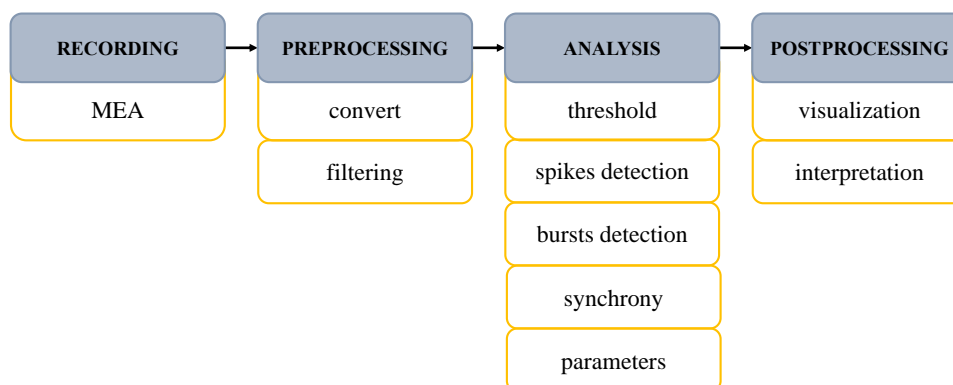 RECORDING
MEA
PREPROCESSING
convert
filtering
ANALYSIS
threshold
spikes detection
bursts detection
synchrony
parameters
POSTPROCESSING
visualization
interpretation